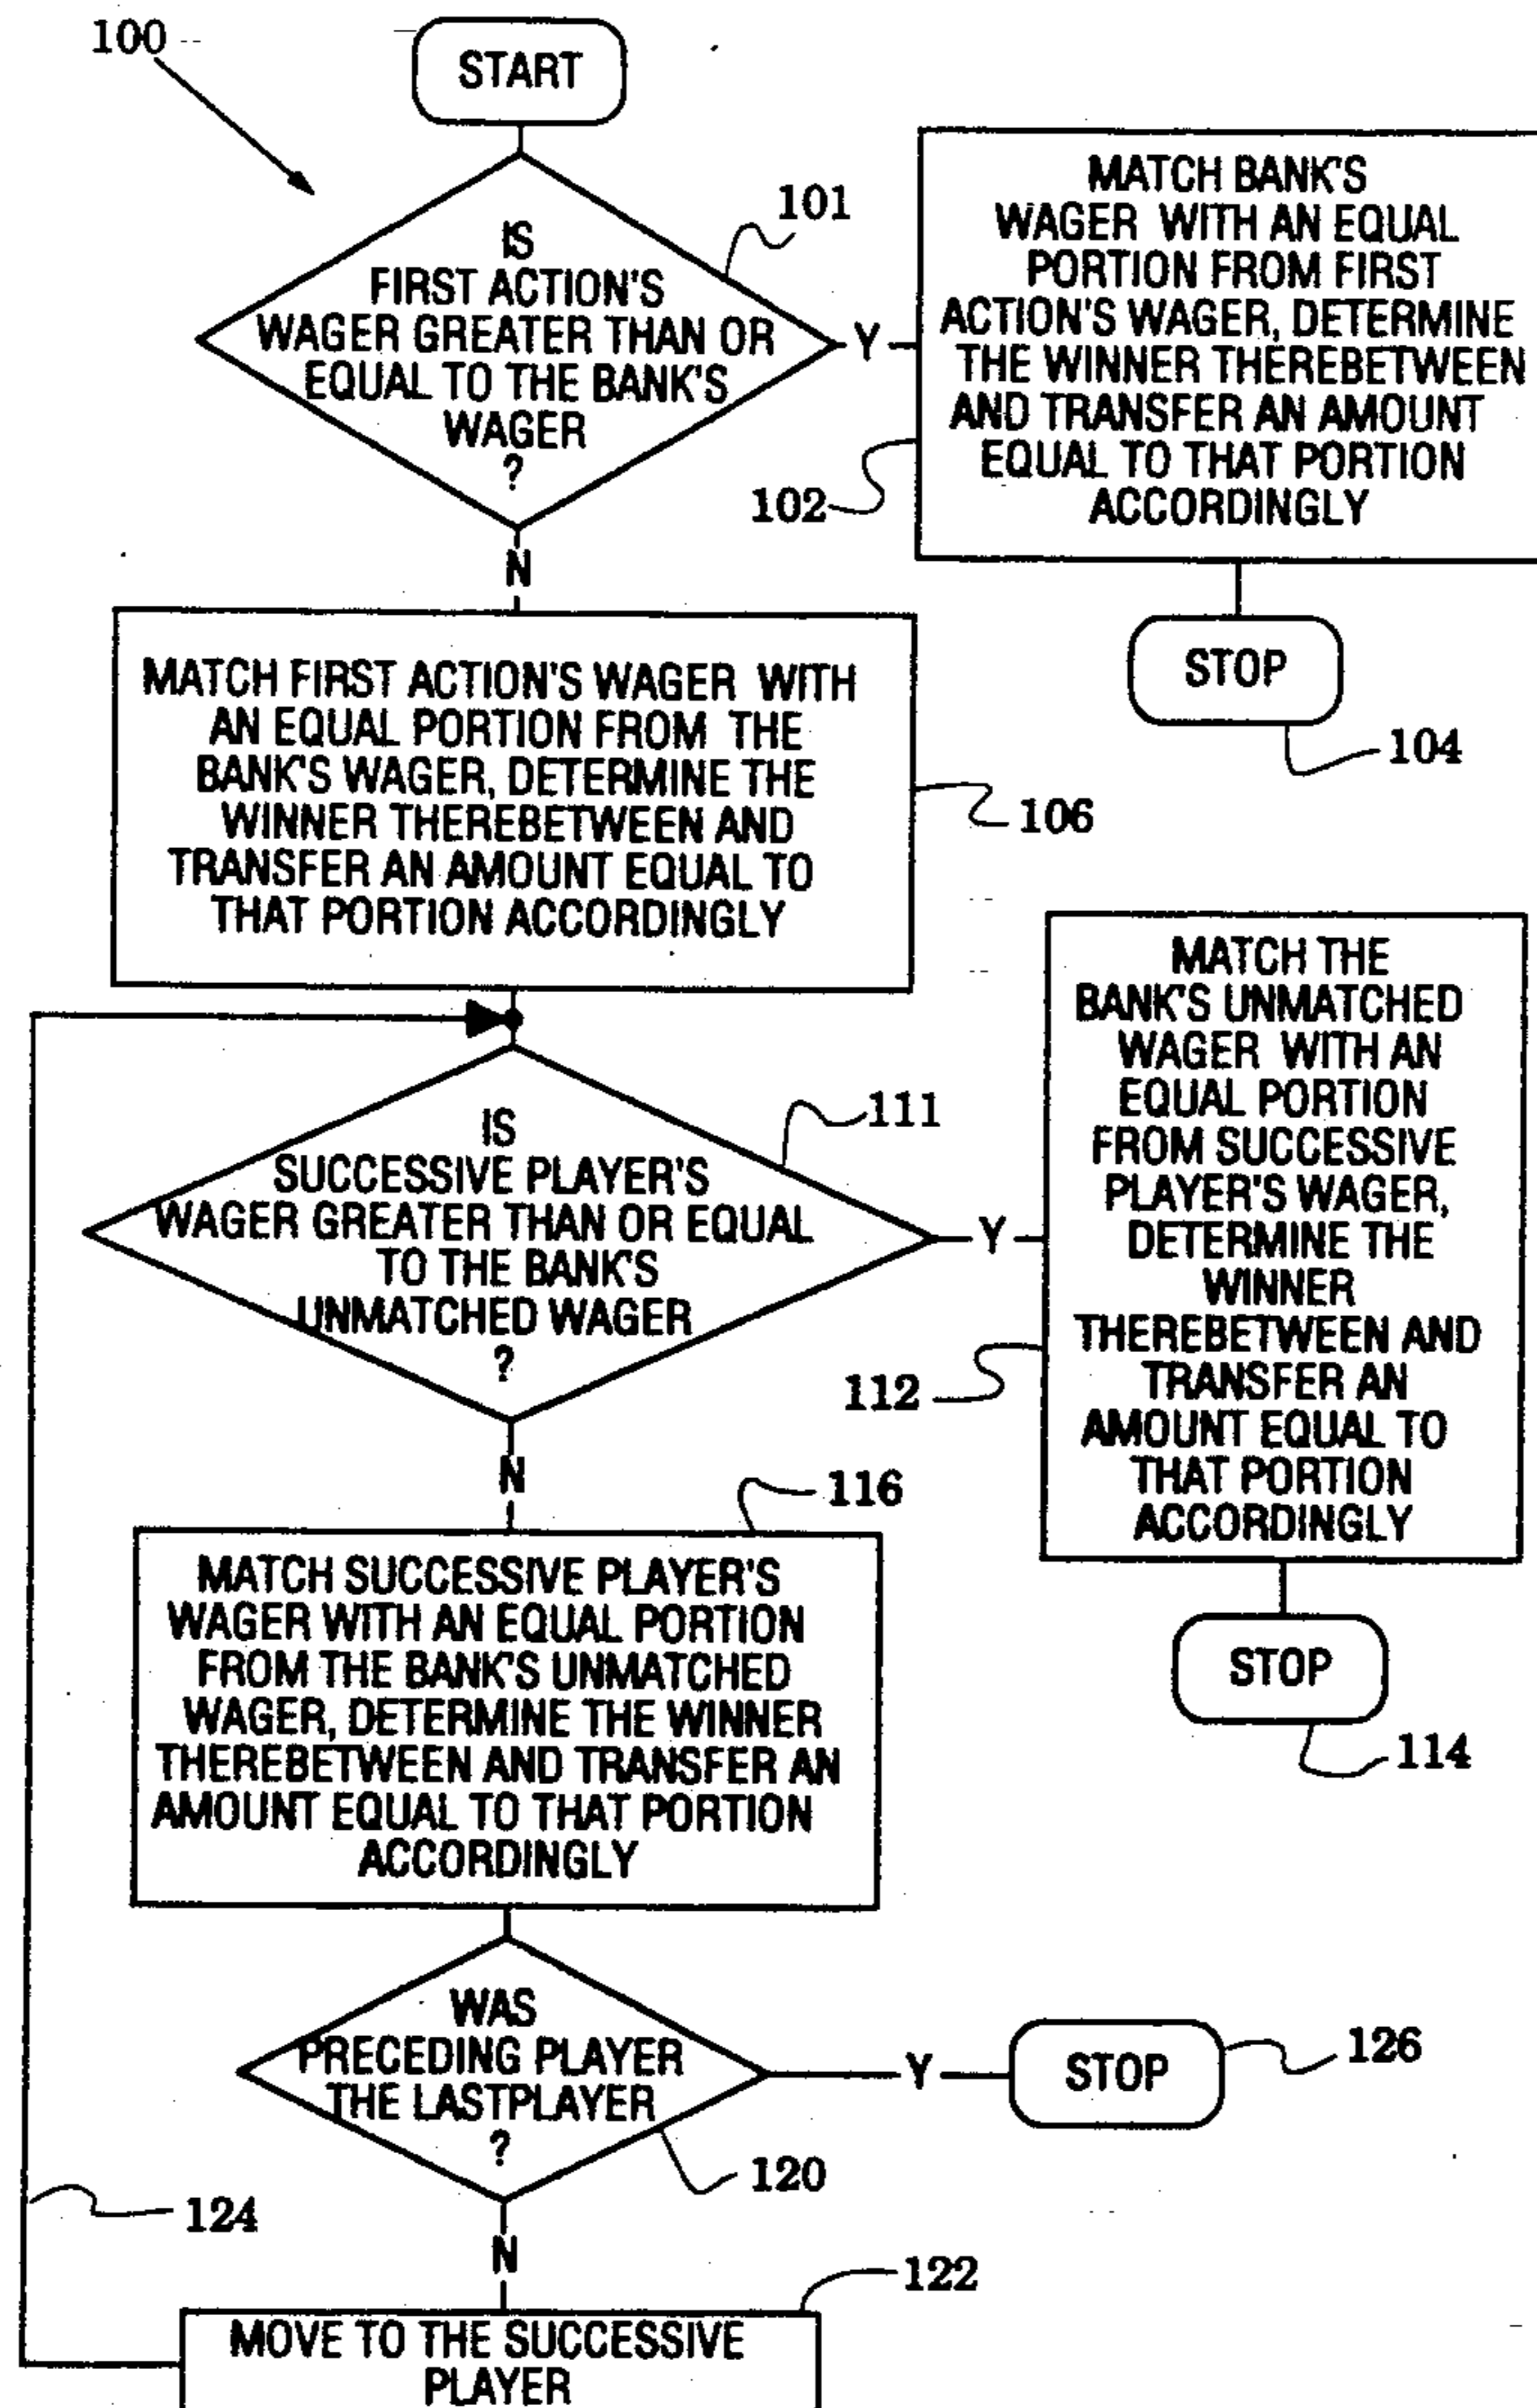 100
START
IS
FIRST ACTION'S
WAGER GREATER THAN OR
EQUAL TO THE BANK'S
WAGER
?
101
Y
N
MATCH BANK'S
WAGER WITH AN EQUAL
PORTION FROM FIRST
ACTION'S WAGER, DETERMINE
THE WINNER THEREBETWEEN
AND TRANSFER AN AMOUNT
EQUAL TO THAT PORTION
ACCORDINGLY
102
STOP
104
MATCH FIRST ACTION'S WAGER WITH
AN EQUAL PORTION FROM THE
BANK'S WAGER, DETERMINE THE
WINNER THEREBETWEEN AND
TRANSFER AN AMOUNT EQUAL TO
THAT PORTION ACCORDINGLY
106
IS
SUCCESSIVE PLAYER'S
WAGER GREATER THAN OR EQUAL
TO THE BANK'S
UNMATCHED WAGER
?
111
Y
N
MATCH THE
BANK'S UNMATCHED
WAGER WITH AN
EQUAL PORTION
FROM SUCCESSIVE
PLAYER'S WAGER,
DETERMINE THE
WINNER
THEREBETWEEN AND
TRANSFER AN
AMOUNT EQUAL TO
THAT PORTION
ACCORDINGLY
112
STOP
114
116
MATCH SUCCESSIVE PLAYER'S
WAGER WITH AN EQUAL PORTION
FROM THE BANK'S UNMATCHED
WAGER, DETERMINE THE WINNER
THEREBETWEEN AND TRANSFER AN
AMOUNT EQUAL TO THAT PORTION
ACCORDINGLY
WAS
PRECEDING PLAYER
THE LASTPLAYER
?
120
Y
STOP
126
N
124
122
MOVE TO THE SUCCESSIVE
PLAYER